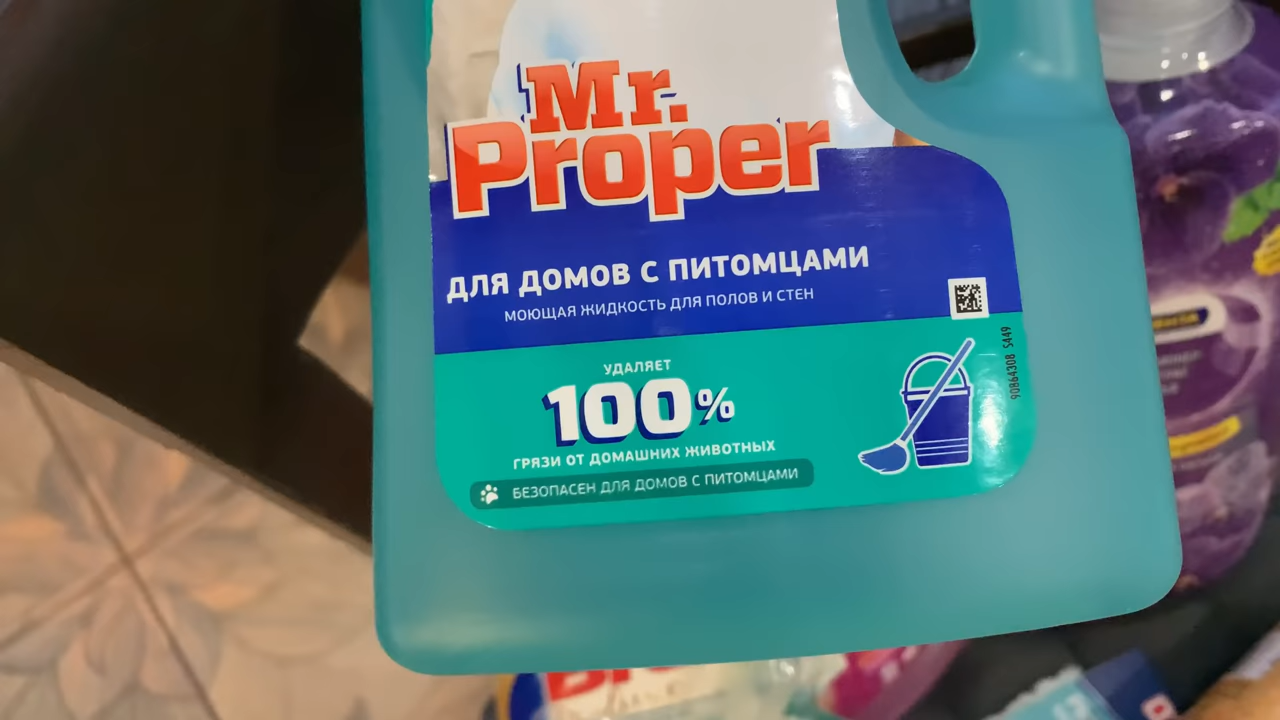 Mr.
Proper
ДЛЯ ДОМОВ С ПИТОМЦАМИ
МОЮЩАЯ ЖИДКОСТЬ ДЛЯ ПОЛОВ И СТЕН
УДАЛЯЕТ
100%
ГРЯЗИ ОТ ДОМАШНИХ ЖИВОТНЫХ
БЕЗОПАСЕН ДЛЯ ДОМОВ С ПИТОМЦАМИ
90864308 S449